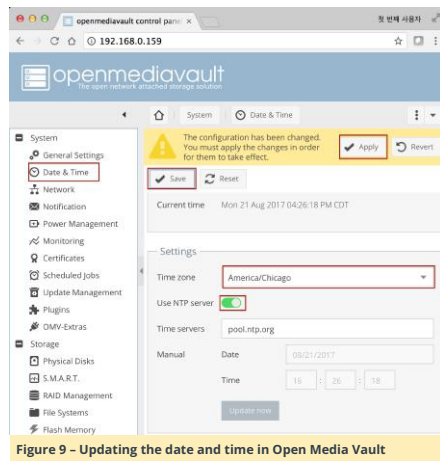 openmediavault control pane
첫 번째 사용자
192.168.0.159
openmediavault
The open network attached storage solution
System
Date & Time
System
General Settings
Date & Time
Network
Notification
Power Management
Monitoring
Certificates
Scheduled Jobs
Update Management
Plugins
OMV-Extras
Storage
Physical Disks
S.M.A.R.T.
RAID Management
File Systems
Flash Memory
The configuration has been changed.
You must apply the changes in order
for them to take effect.
Apply
Revert
Save
Reset
Current time Mon 21 Aug 2017 04:26:18 PM CDT
Settings
Time zone America/Chicago
Use NTP server
Time servers pool.ntp.org
Manual Date 08/21/2017
Time 16 : 26 : 18
Update now
Figure 9 – Updating the date and time in Open Media Vault